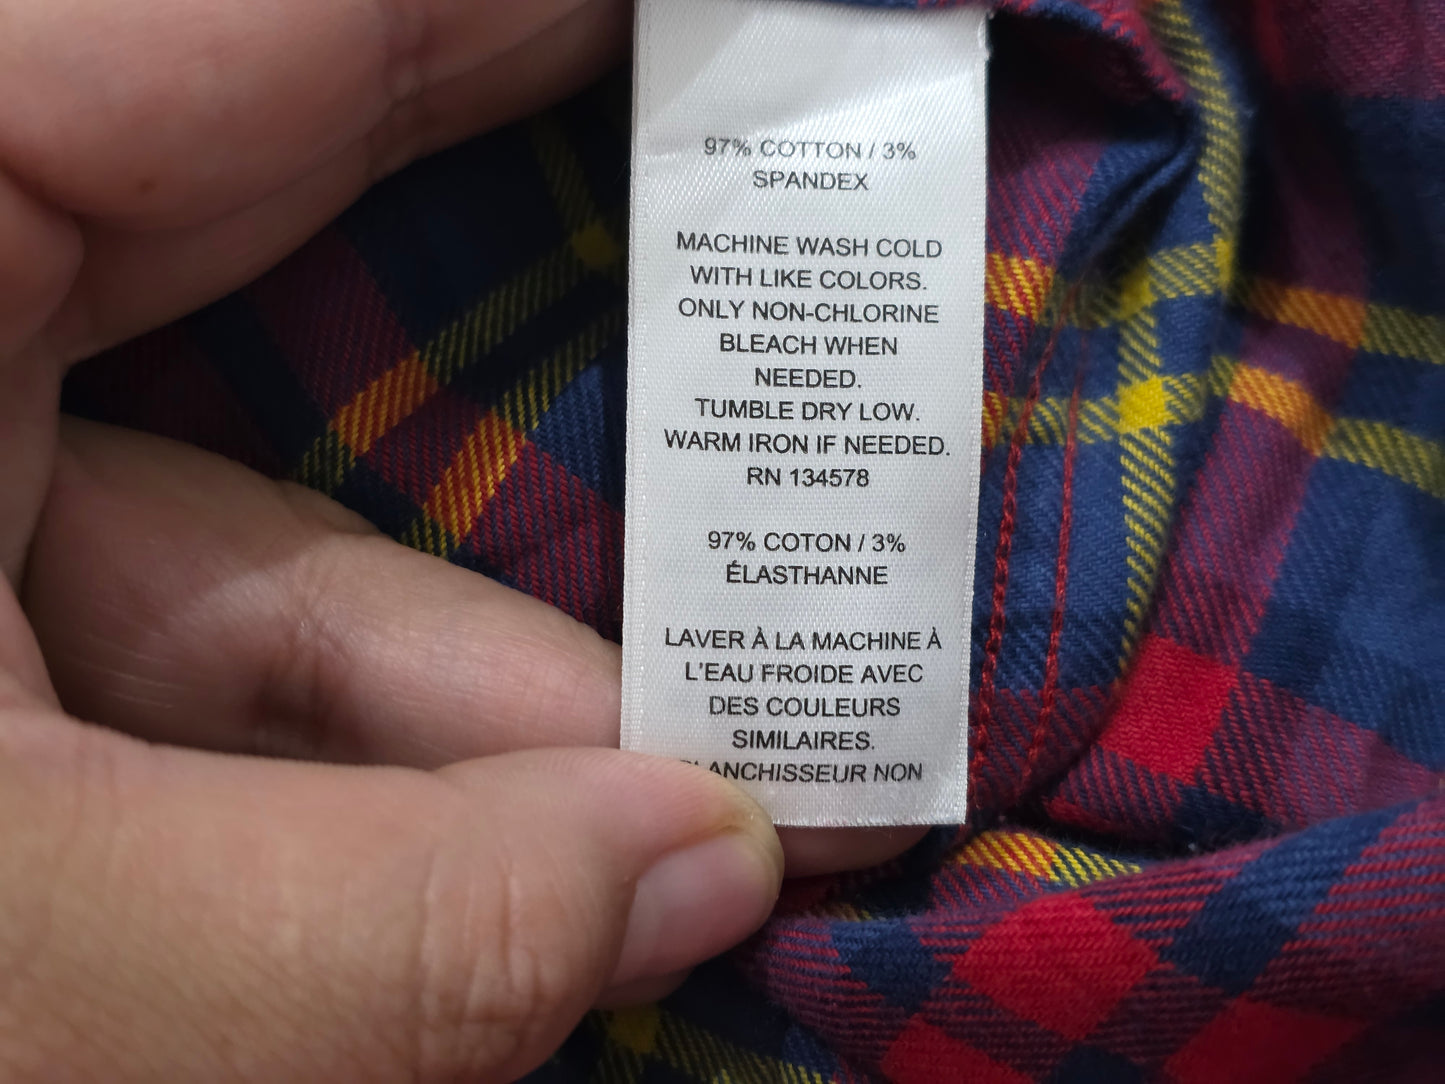 97% COTTON / 3%
SPANDEX
MACHINE WASH COLD
WITH LIKE COLORS.
ONLY NON-CHLORINE
BLEACH WHEN
NEEDED.
TUMBLE DRY LOW.
WARM IRON IF NEEDED.
RN 134578
97% COTON / 3%
ÉLASTHANNE
LAVER À LA MACHINE À
L'EAU FROIDE AVEC
DES COULEURS
SIMILAIRES.
BLANCHISSEUR NON